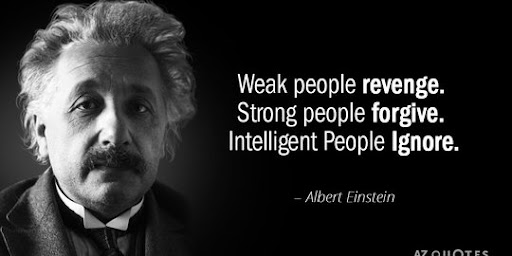 Weak people revenge.
Strong people forgive.
Intelligent People Ignore.
– Albert Einstein
AZ QUOTES